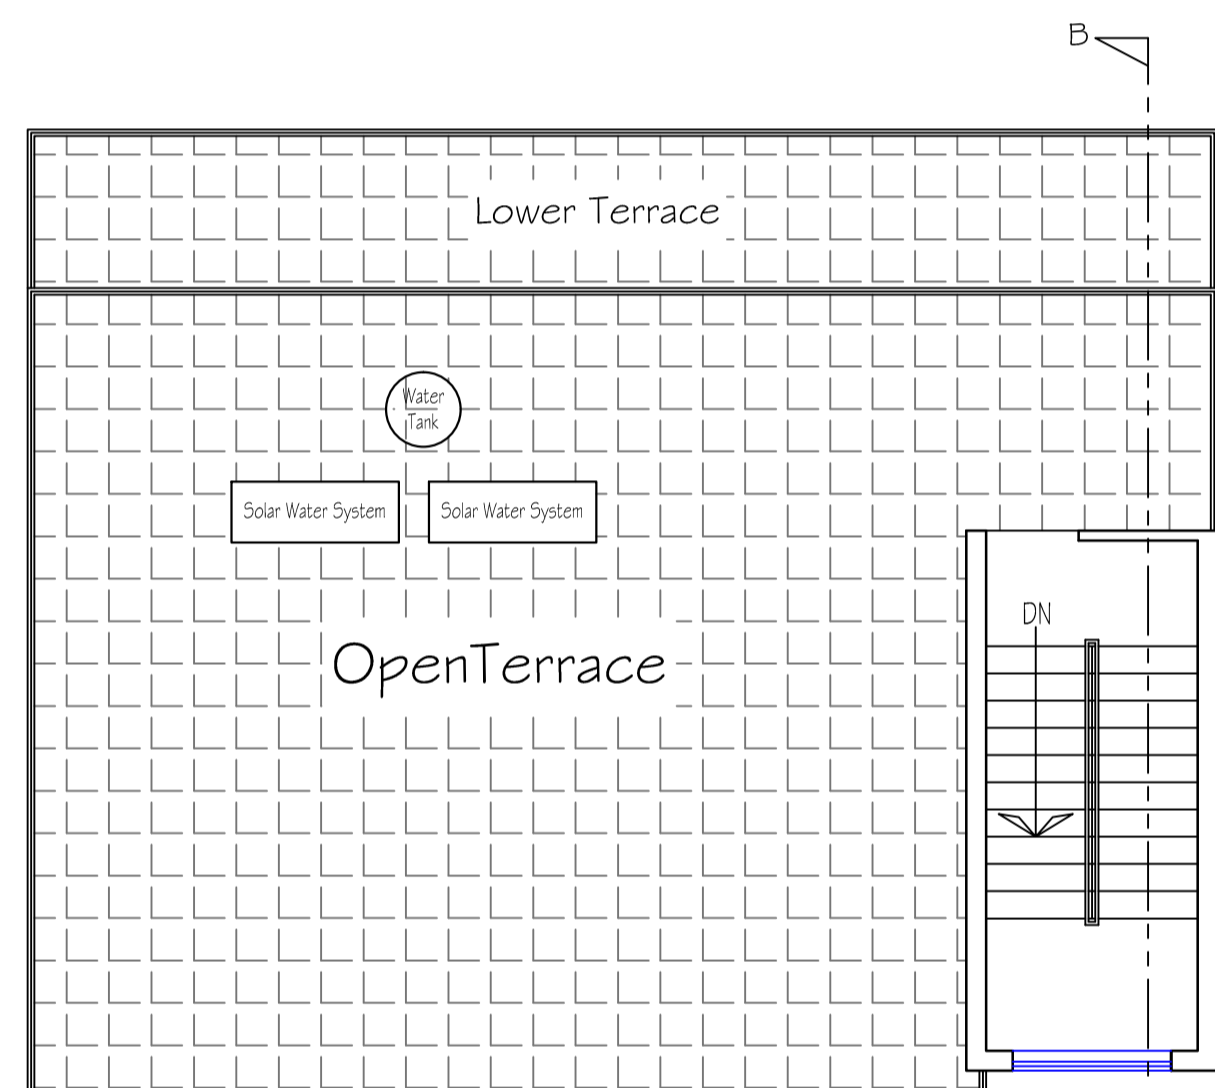 B
Lower Terrace
Water
Tank
Solar Water System
Solar Water System
DN
OpenTerrace